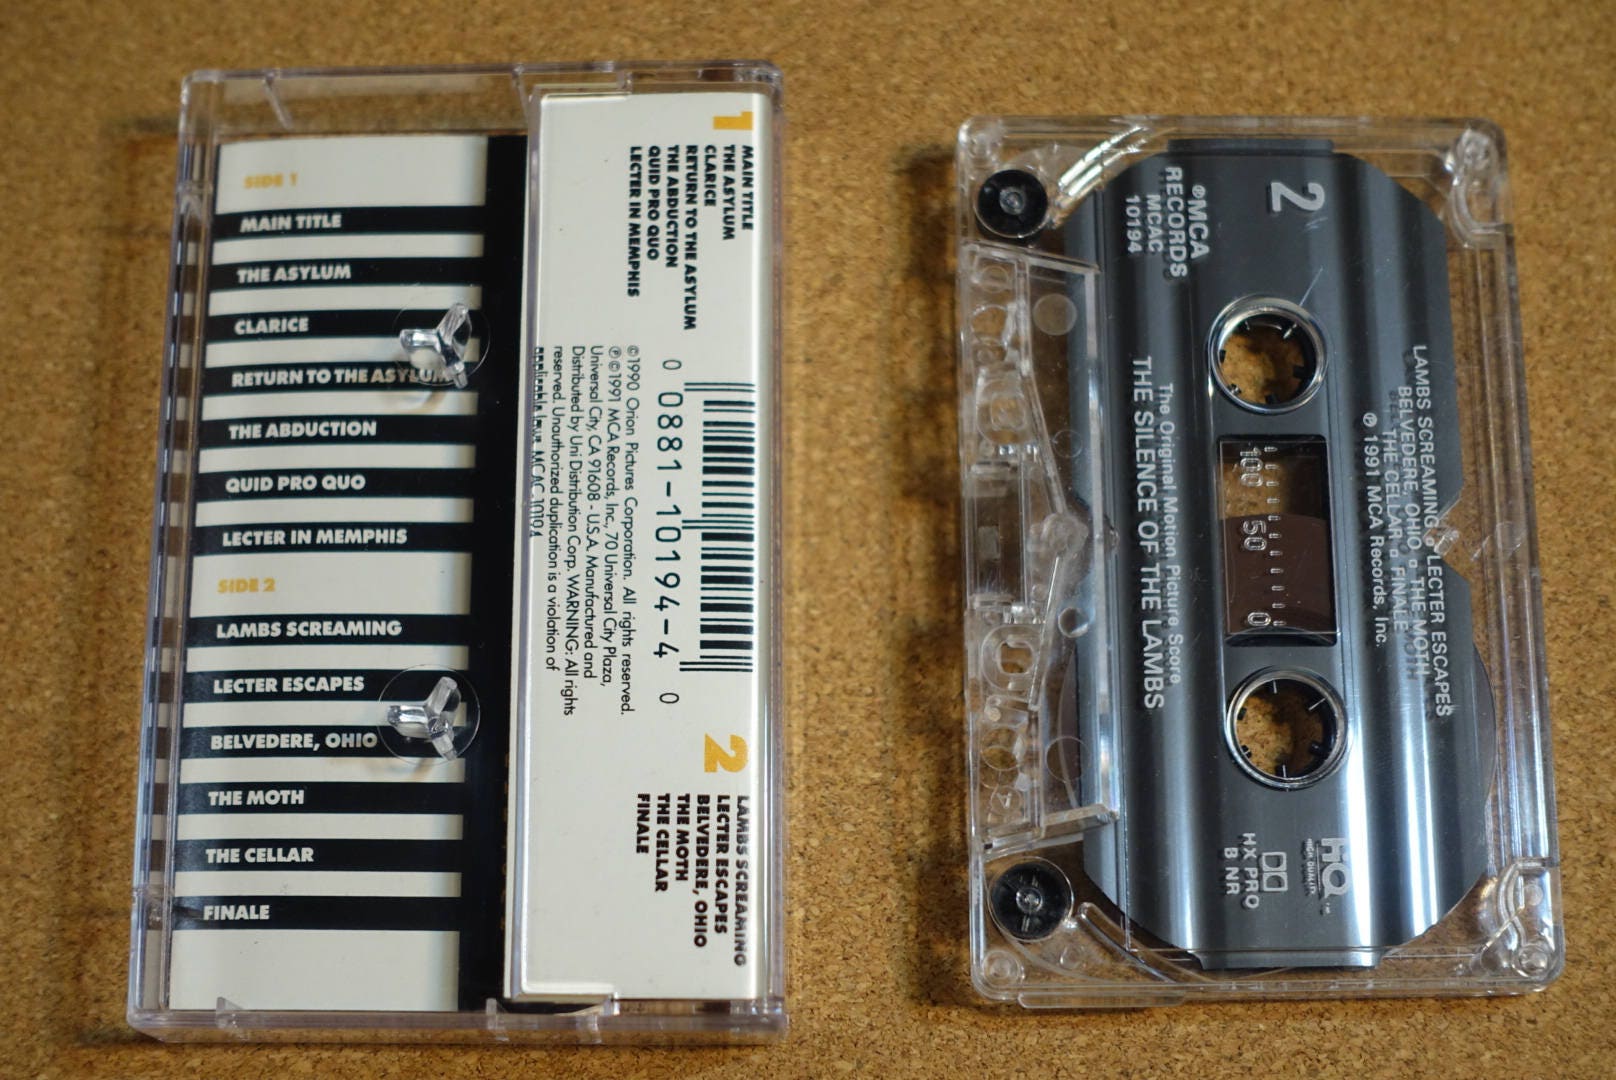 SIDE 1
MAIN TITLE
THE ASYLUM
CLARICE
RETURN TO THE ASYLUM
THE ABDUCTION
QUID PRO QUO
LECTER IN MEMPHIS
SIDE 2
LAMBS SCREAMING
LECTER ESCAPES
BELVEDERE, OHIO
THE MOTH
THE CELLAR
FINALE
1
MAIN TITLE
THE ASYLUM
CLARICE
RETURN TO THE ASYLUM
THE ABDUCTION
QUID PRO QUO
LECTER IN MEMPHIS
0 0881-10194-4 0
©1990 Orion Pictures Corporation. All rights reserved.
℗©1991 MCA Records, Inc., 70 Universal City Plaza,
Universal City, CA 91608 - U.S.A. Manufactured and
Distributed by Uni Distribution Corp. WARNING: All rights
reserved. Unauthorized duplication is a violation of
applicable laws. MCAC 10194
2
LAMBS SCREAMING
LECTER ESCAPES
BELVEDERE, OHIO
THE MOTH
THE CELLAR
FINALE
2
®MCA
RECORDS
MCAC
10194
LAMBS SCREAMING LECTER ESCAPES
BELVEDERE, OHIO THE MOTH
THE CELLAR FINALE
℗ 1991 MCA Records, Inc.
100 50 0
The Original Motion Picture Score
THE SILENCE OF THE LAMBS
HQ™
HIGH QUALITY
HX PRO
B NR